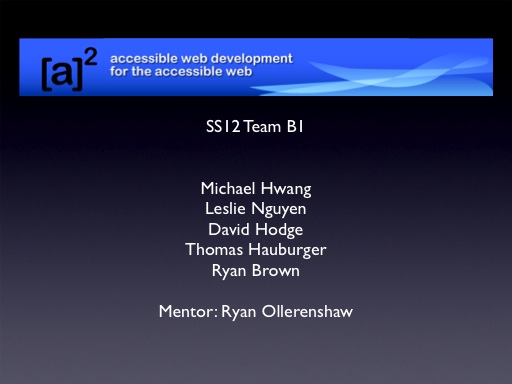 [a]2 accessible web development
for the accessible web
SS12 Team B1
Michael Hwang
Leslie Nguyen
David Hodge
Thomas Hauburger
Ryan Brown
Mentor: Ryan Ollerenshaw